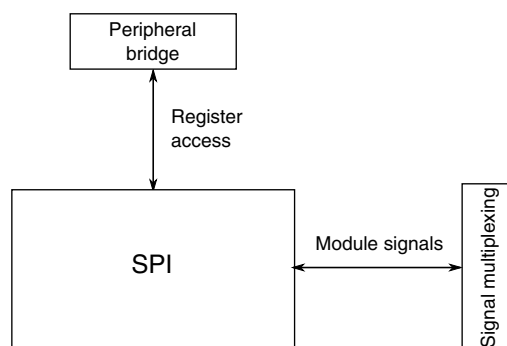 Peripheral
bridge
Register
access
SPI
Module signals
Signal multiplexing